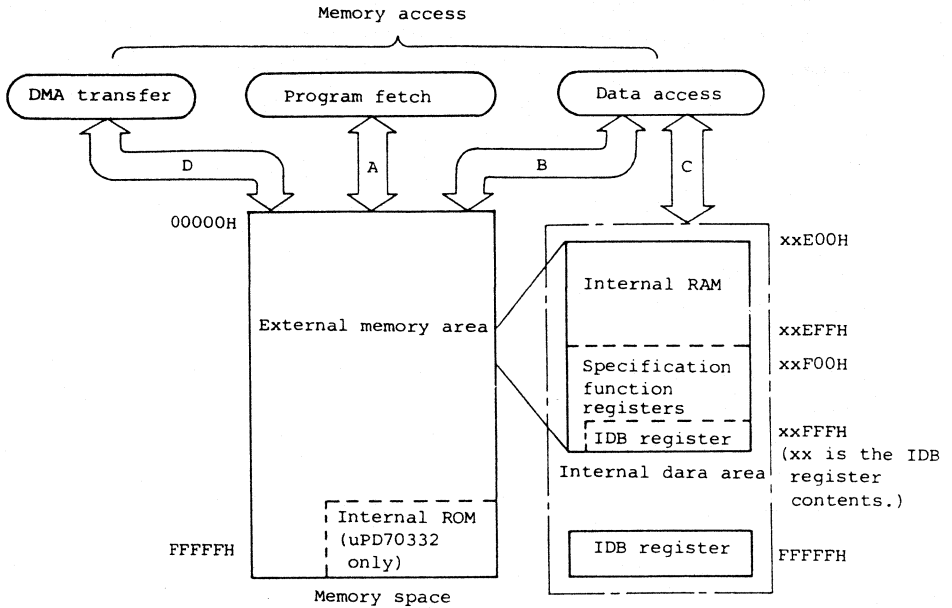 Memory access
DMA transfer
Program fetch
Data access
D
A
B
C
00000H
External memory area
Internal ROM
(uPD70332
only)
FFFFFH
Memory space
xxE00H
Internal RAM
xxEFFH
xxF00H
Specification
function
registers
IDB register
xxFFFH
(xx is the IDB
register
contents.)
Internal dara area
IDB register
FFFFFH